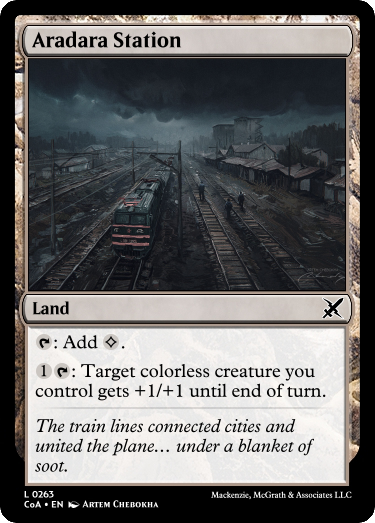 Aradara Station
Land
: Add .
1 : Target colorless creature you
control gets +1/+1 until end of turn.
The train lines connected cities and
united the plane… under a blanket of
soot.
L 0263
CoA • EN Artem Chebokha
Mackenzie, McGrath & Associates LLC